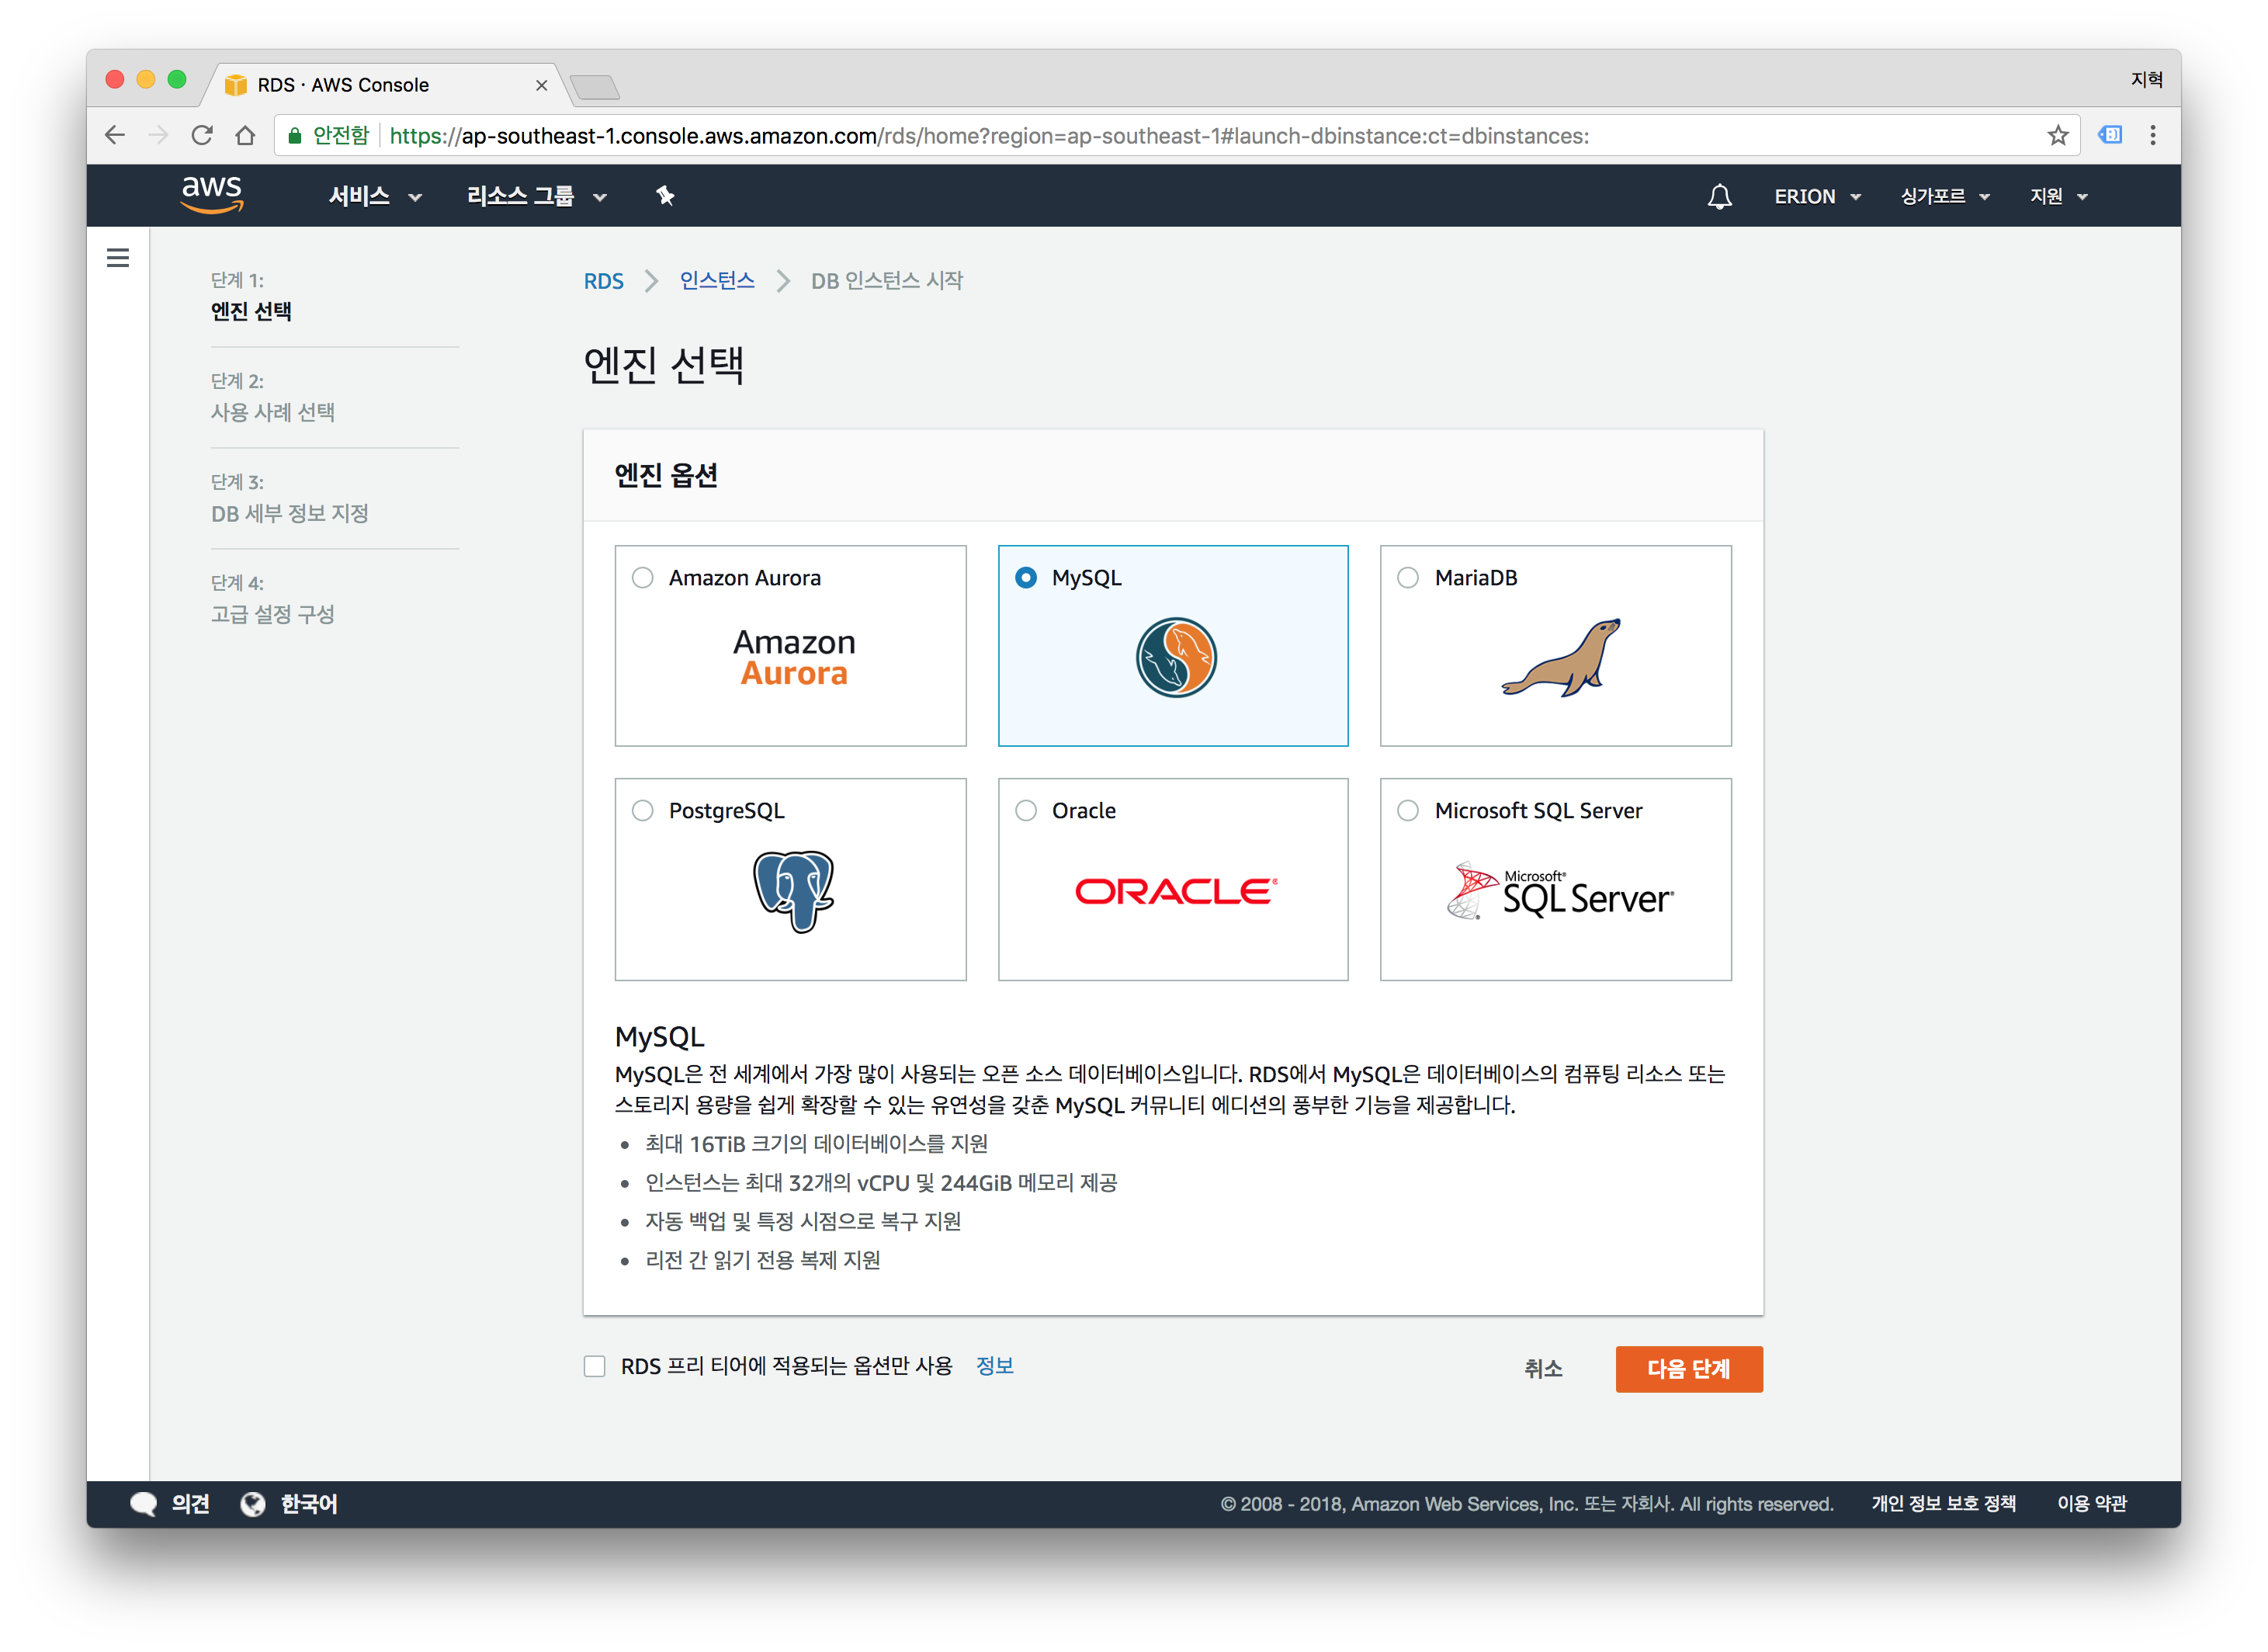 RDS · AWS Console
지혁
안전함 https://ap-southeast-1.console.aws.amazon.com/rds/home?region=ap-southeast-1#launch-dbinstance:ct=dbinstances:
aws 서비스 리소스 그룹 ERION 싱가포르 지원
단계 1:
엔진 선택
단계 2:
사용 사례 선택
단계 3:
DB 세부 정보 지정
단계 4:
고급 설정 구성
RDS 인스턴스 DB 인스턴스 시작
엔진 선택
엔진 옵션
Amazon Aurora
Amazon
Aurora
MySQL
MariaDB
PostgreSQL
Oracle
ORACLE®
Microsoft SQL Server
Microsoft®
SQL Server®
MySQL
MySQL은 전 세계에서 가장 많이 사용되는 오픈 소스 데이터베이스입니다. RDS에서 MySQL은 데이터베이스의 컴퓨팅 리소스 또는
스토리지 용량을 쉽게 확장할 수 있는 유연성을 갖춘 MySQL 커뮤니티 에디션의 풍부한 기능을 제공합니다.
• 최대 16TiB 크기의 데이터베이스를 지원
• 인스턴스는 최대 32개의 vCPU 및 244GiB 메모리 제공
• 자동 백업 및 특정 시점으로 복구 지원
• 리전 간 읽기 전용 복제 지원
RDS 프리 티어에 적용되는 옵션만 사용 정보
취소 다음 단계
의견 한국어 © 2008 - 2018, Amazon Web Services, Inc. 또는 자회사. All rights reserved. 개인 정보 보호 정책 이용 약관